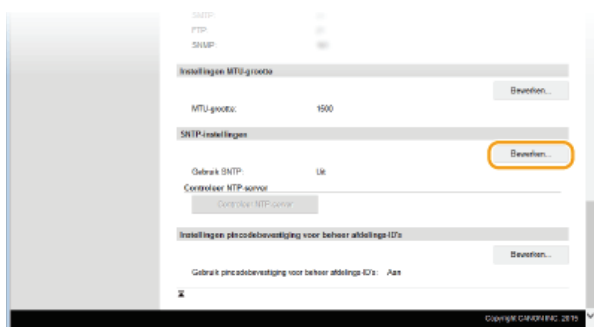 SMTP:
FTP:
SNMP:
Instellingen MTU-grootte
Bewerken...
MTU-grootte: 1500
SNTP-instellingen
Bewerken...
Gebruik SNTP: Uit
Controleer NTP-server
Controleer NTP-server
Instellingen pincodebevestiging voor beheer afdelings-ID's
Bewerken...
Gebruik pincodebevestiging voor beheer afdelings-ID's: Aan
Copyright CANON INC. 2015